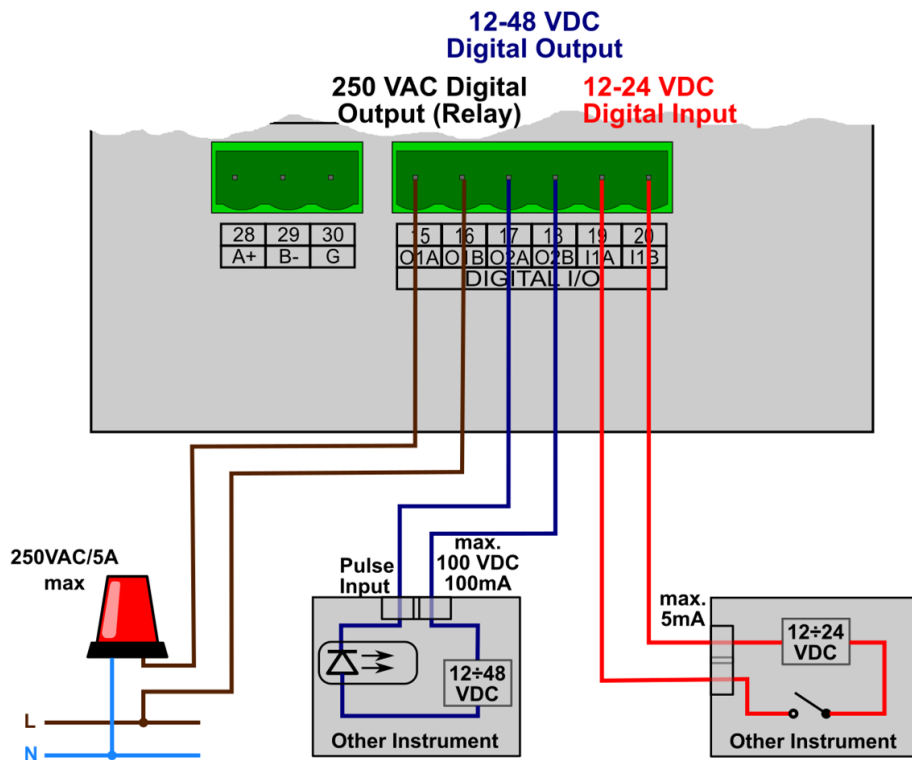 12-48 VDC
Digital Output
250 VAC Digital
Output (Relay)
12-24 VDC
Digital Input
28 29 30
A+ B- G
15 16 17 18 19 20
O1A O1B O2A O2B I1A I1B
DIGITAL I/O
250VAC/5A
max
Pulse
Input
max.
100 VDC
100mA
max.
5mA
12÷48
VDC
12÷24
VDC
Other Instrument
Other Instrument
L
N